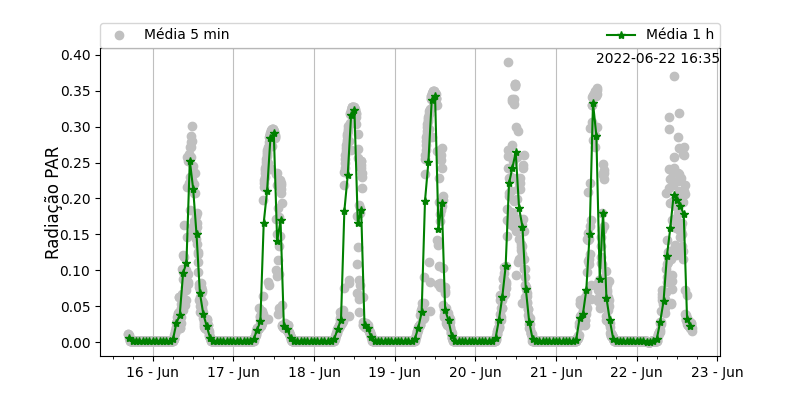 Média 5 min
Média 1 h
2022-06-22 16:35
Radiação PAR
0.40
0.35
0.30
0.25
0.20
0.15
0.10
0.05
0.00
16 - Jun
17 - Jun
18 - Jun
19 - Jun
20 - Jun
21 - Jun
22 - Jun
23 - Jun